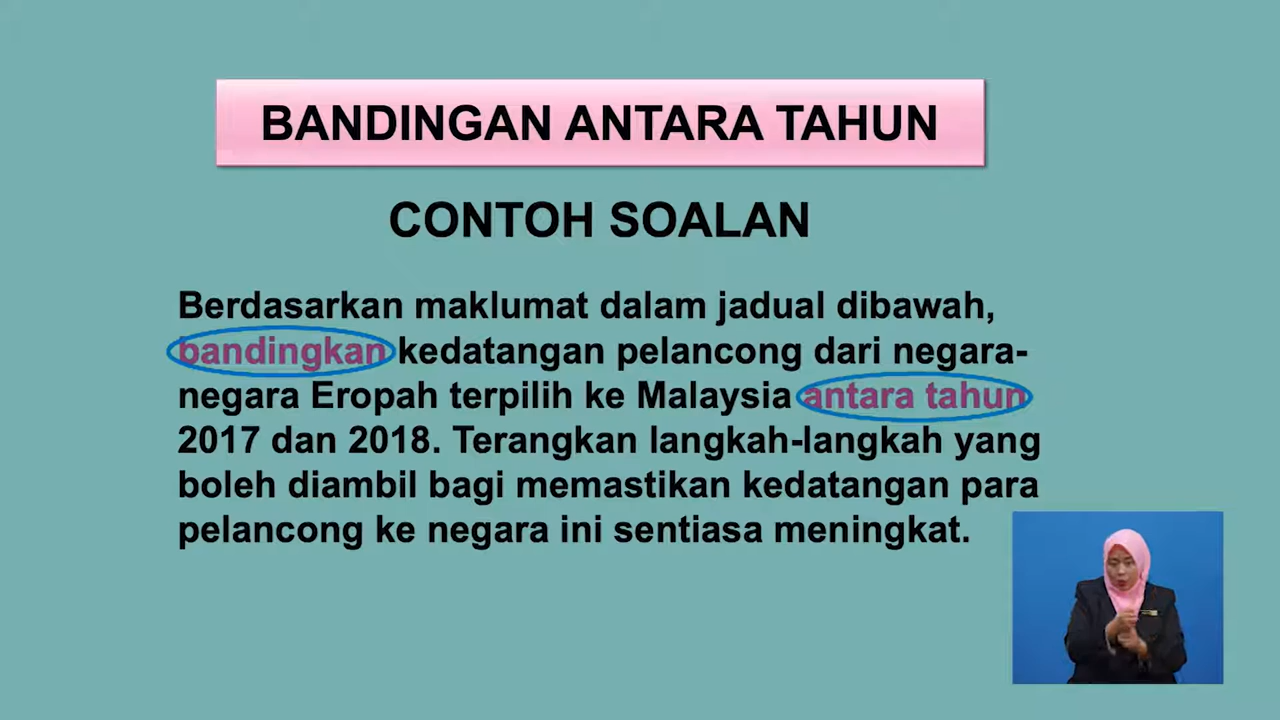 BANDINGAN ANTARA TAHUN
CONTOH SOALAN
Berdasarkan maklumat dalam jadual dibawah,
bandingkan kedatangan pelancong dari negara-
negara Eropah terpilih ke Malaysia antara tahun
2017 dan 2018. Terangkan langkah-langkah yang
boleh diambil bagi memastikan kedatangan para
pelancong ke negara ini sentiasa meningkat.